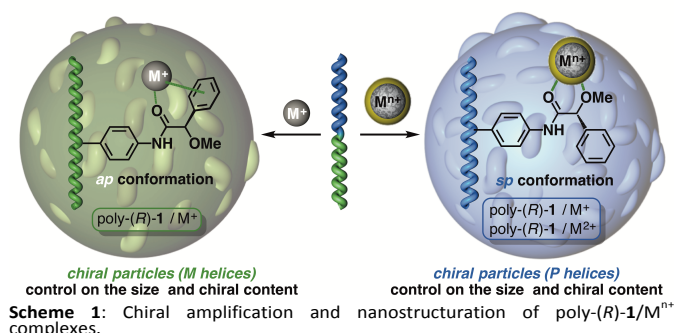 M⁺
O
NH
OMe
ap conformation
poly-(R)-1 / M⁺
M⁺
Mⁿ⁺
Mⁿ⁺
O
OMe
NH
sp conformation
poly-(R)-1 / M⁺
poly-(R)-1 / M²⁺
chiral particles (M helices)
control on the size and chiral content
chiral particles (P helices)
control on the size and chiral content
Scheme 1: Chiral amplification and nanostructuration of poly-(R)-1/Mⁿ⁺
complexes.